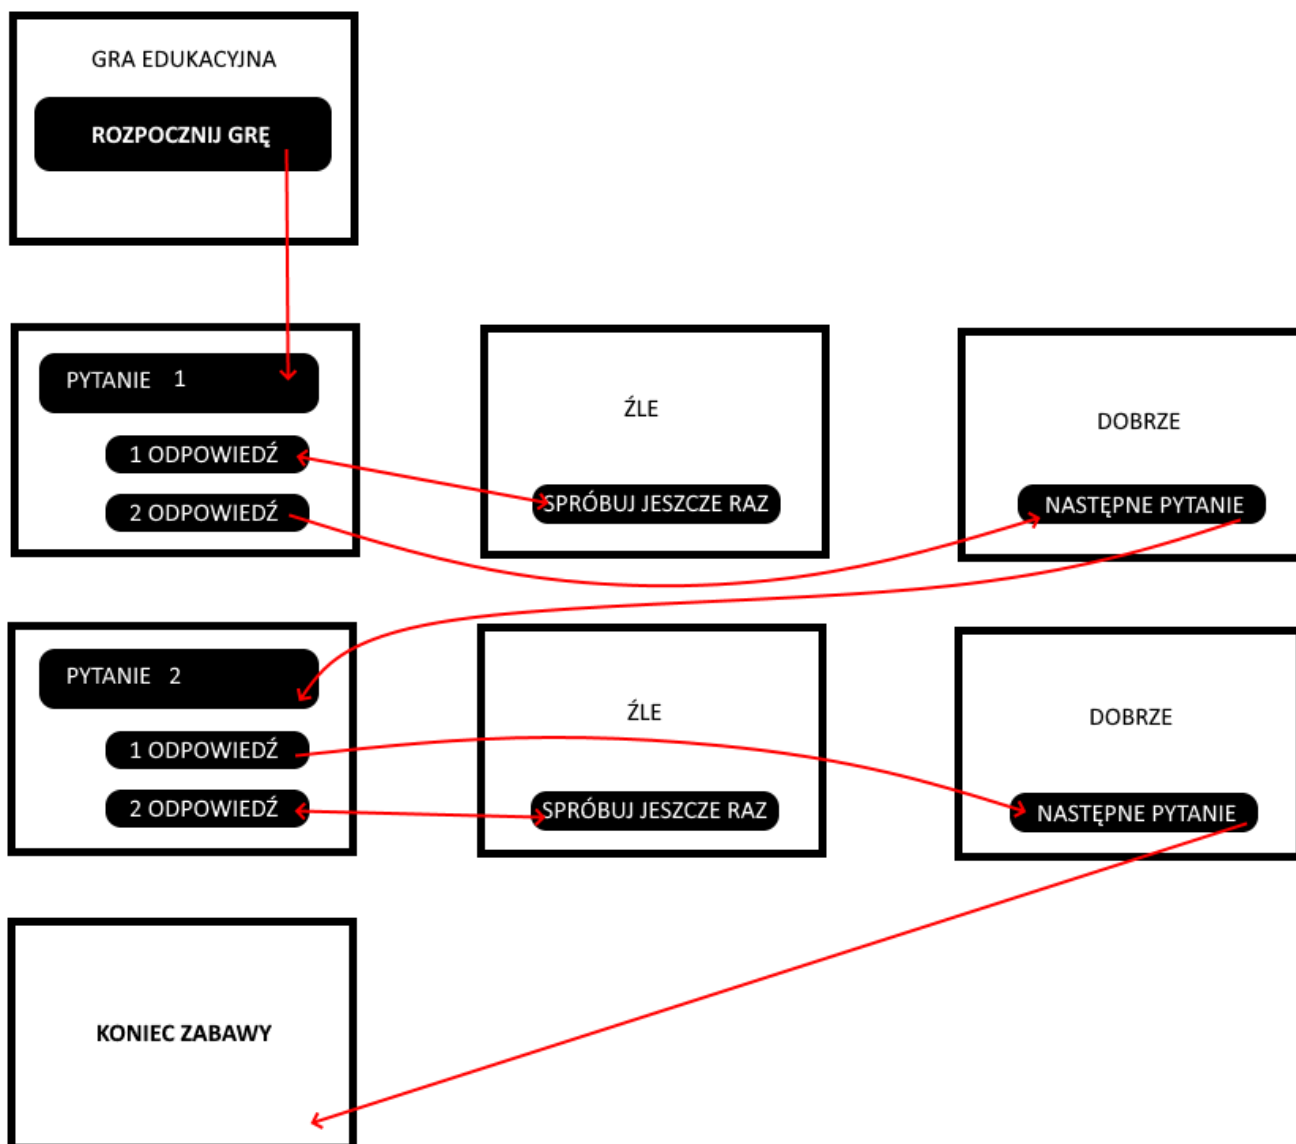 GRA EDUKACYJNA
ROZPOCZNIJ GRĘ
PYTANIE 1
1 ODPOWIEDŹ
2 ODPOWIEDŹ
ŹLE
SPRÓBUJ JESZCZE RAZ
DOBRZE
NASTĘPNE PYTANIE
PYTANIE 2
1 ODPOWIEDŹ
2 ODPOWIEDŹ
ŹLE
SPRÓBUJ JESZCZE RAZ
DOBRZE
NASTĘPNE PYTANIE
KONIEC ZABAWY